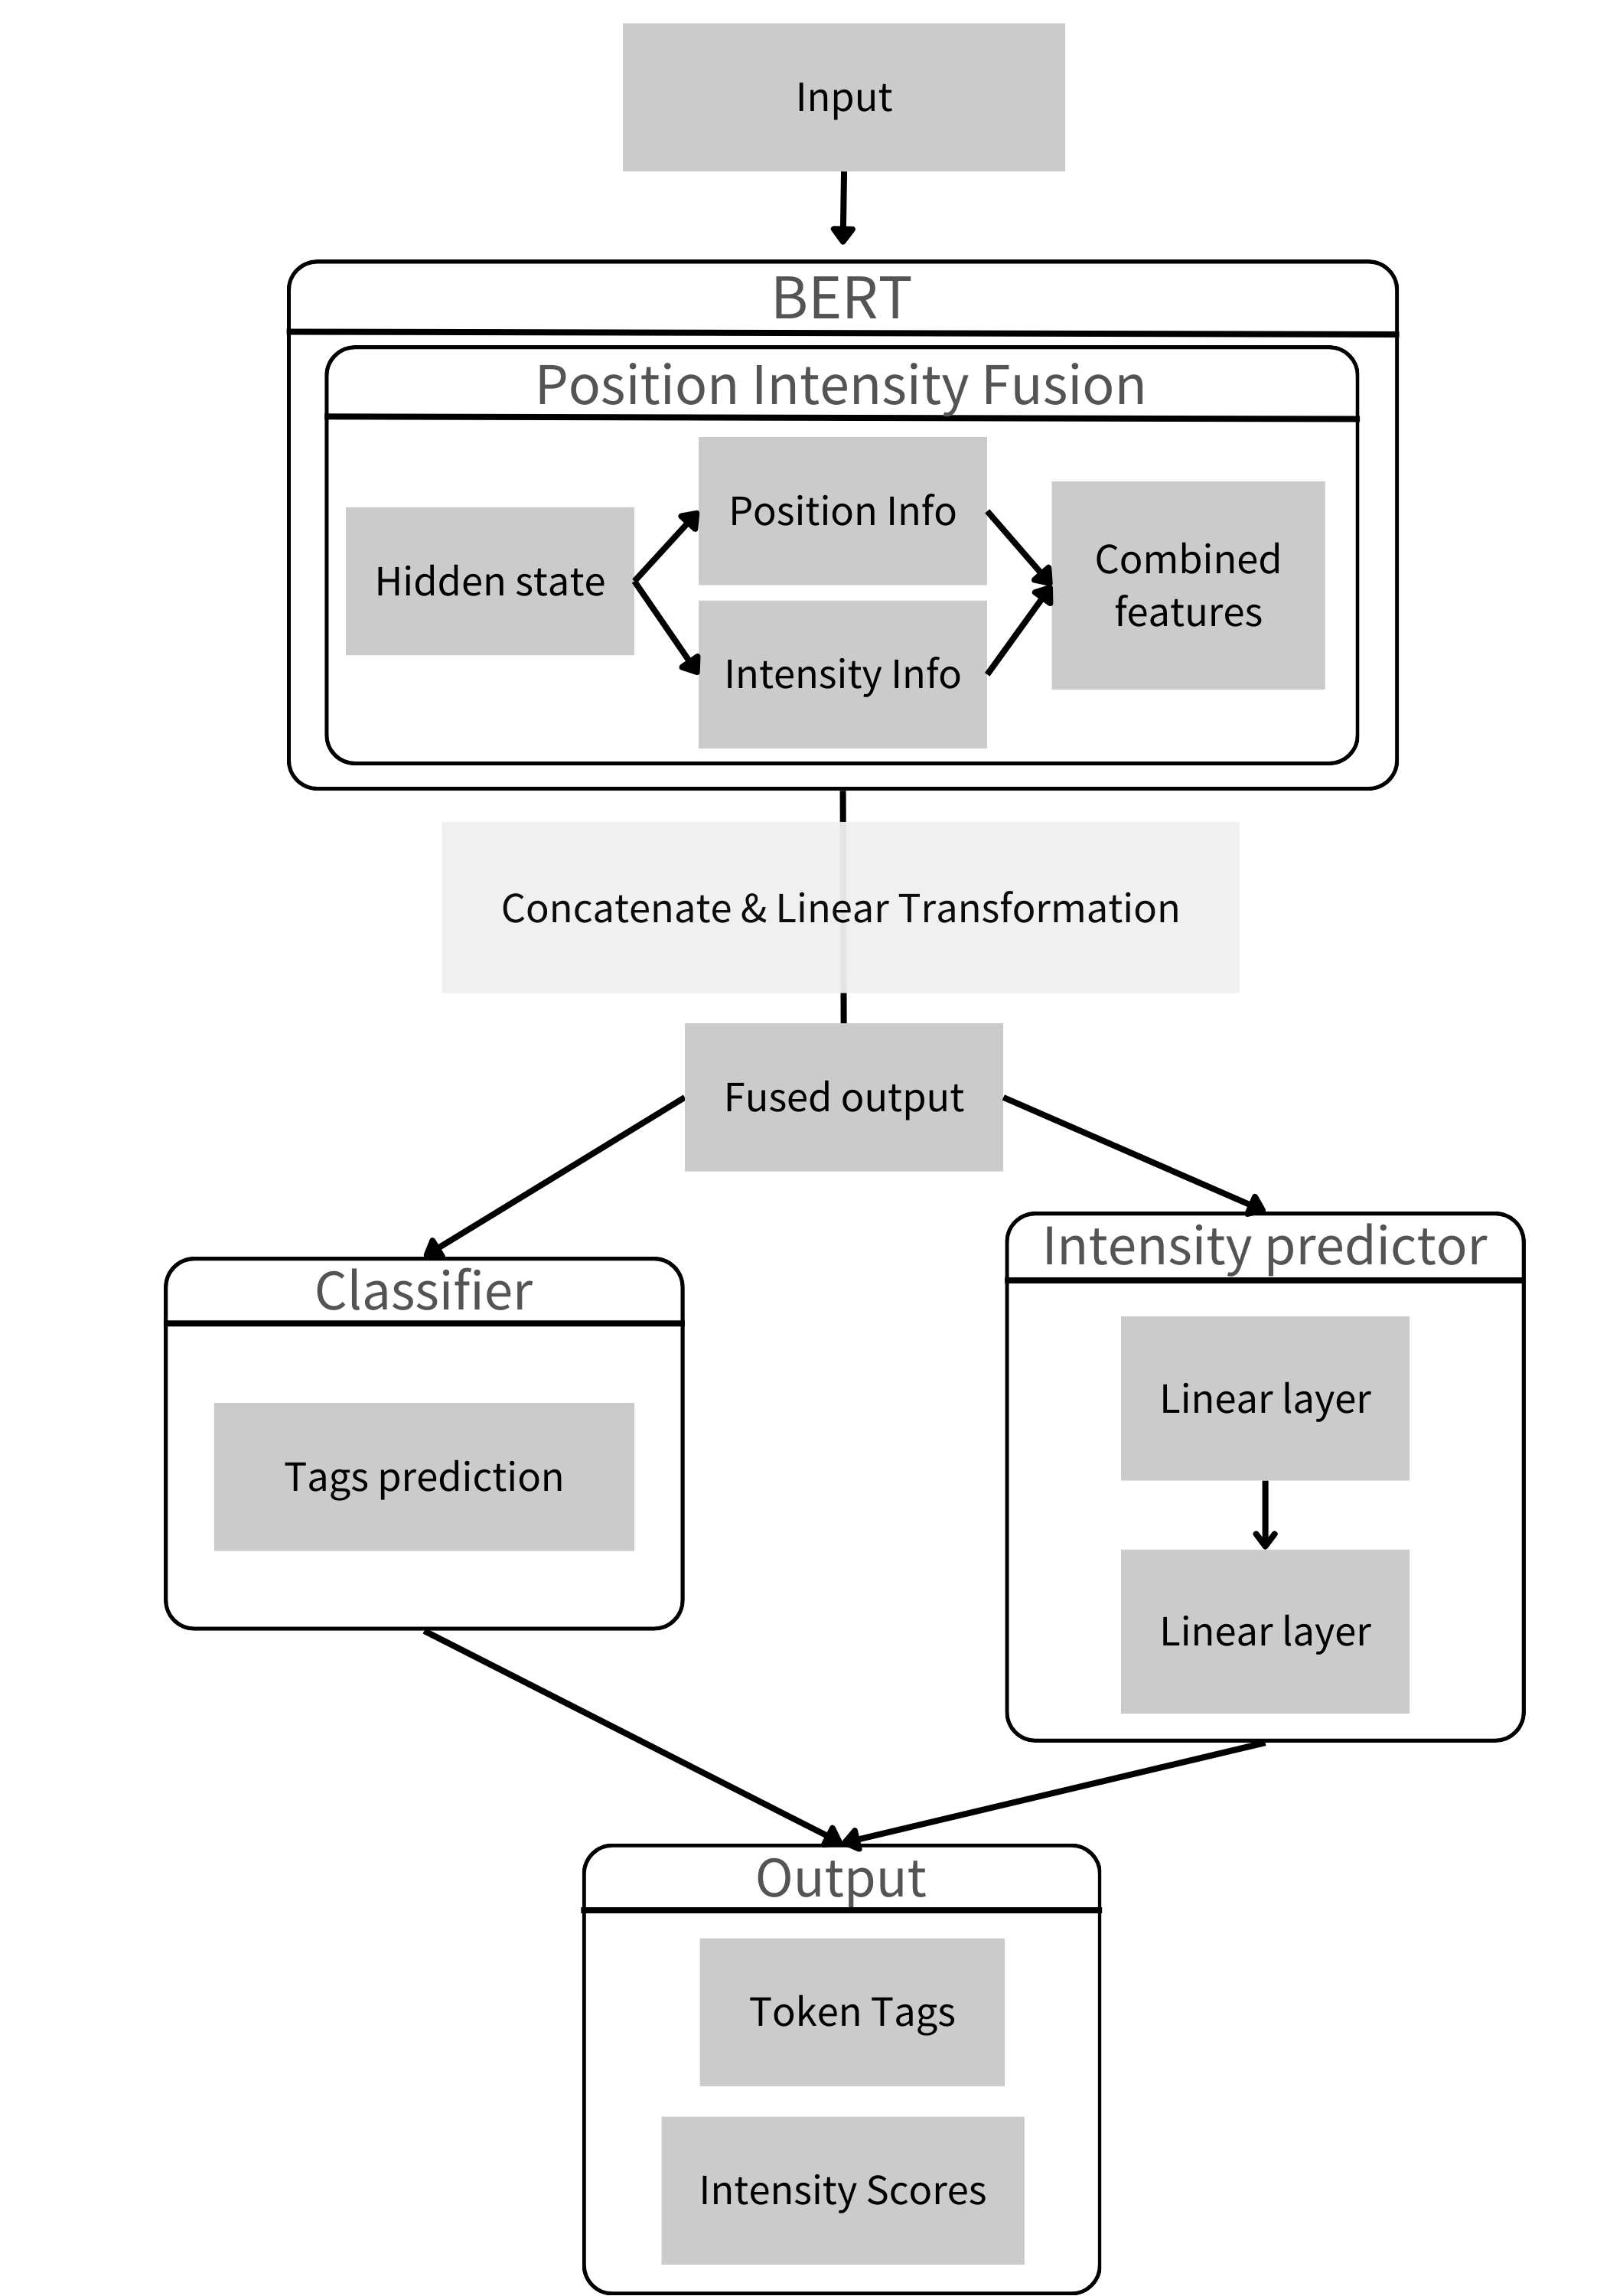 Input
BERT
Position Intensity Fusion
Hidden state
Position Info
Intensity Info
Combined
features
Concatenate & Linear Transformation
Fused output
Classifier
Tags prediction
Intensity predictor
Linear layer
Linear layer
Output
Token Tags
Intensity Scores